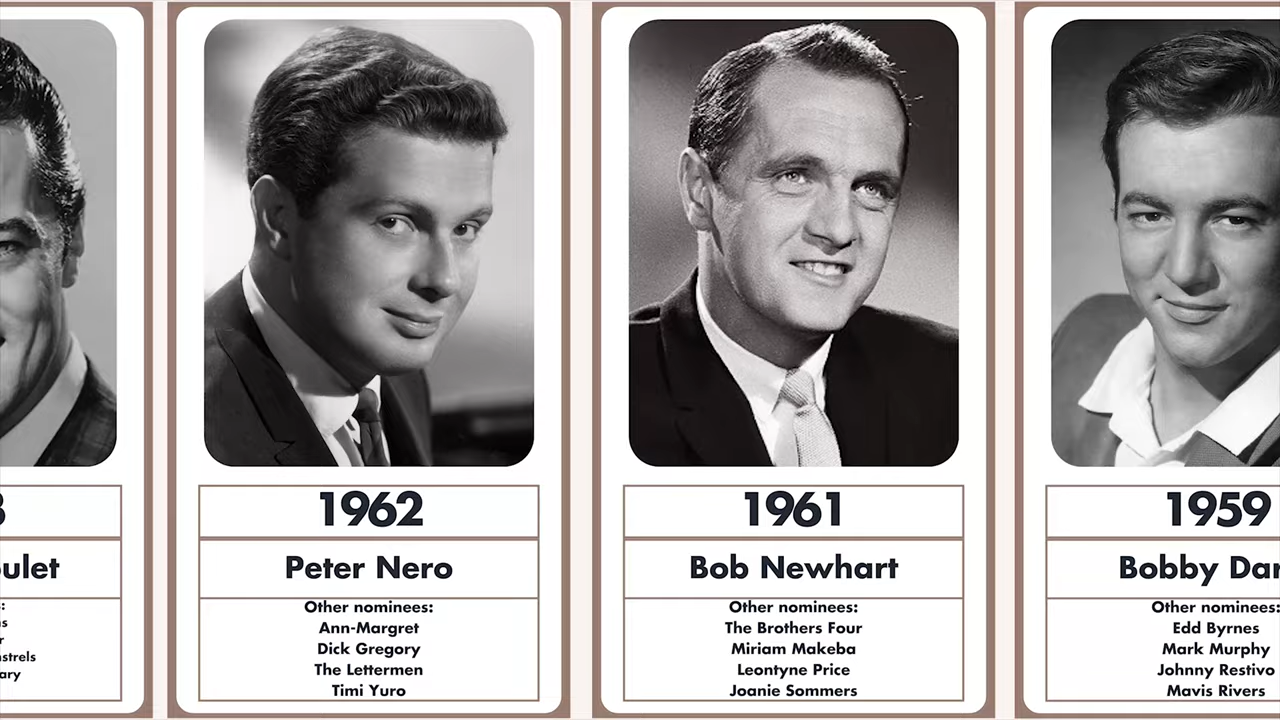 1962
Peter Nero
Other nominees:
Ann-Margret
Dick Gregory
The Lettermen
Timi Yuro
1961
Bob Newhart
Other nominees:
The Brothers Four
Miriam Makeba
Leontyne Price
Joanie Sommers
1959
Bobby
Other nominees:
Edd Byrnes
Mark Murphy
Johnny Restivo
Mavis Rivers